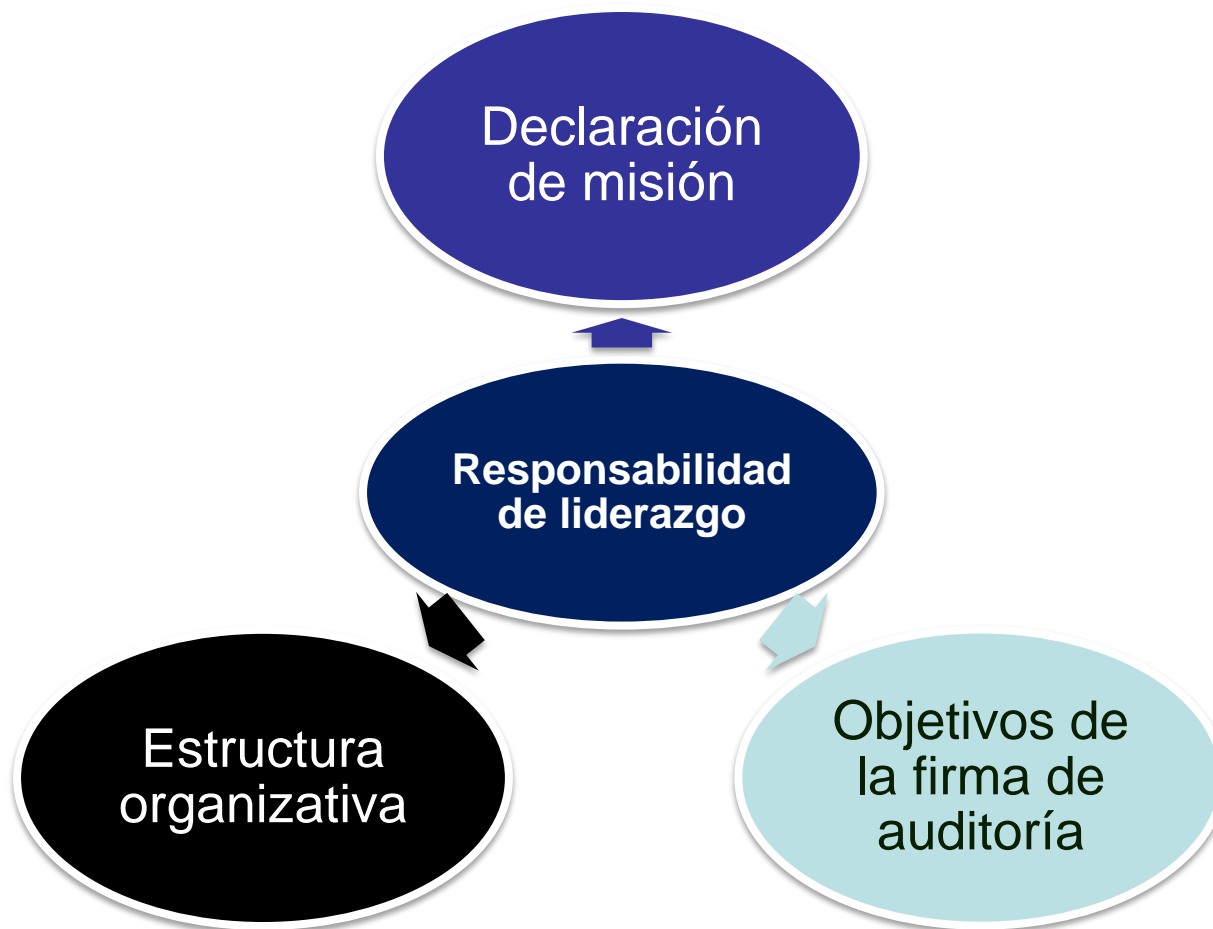 Declaración
de misión
Responsabilidad
de liderazgo
Estructura
organizativa
Objetivos de
la firma de
auditoría